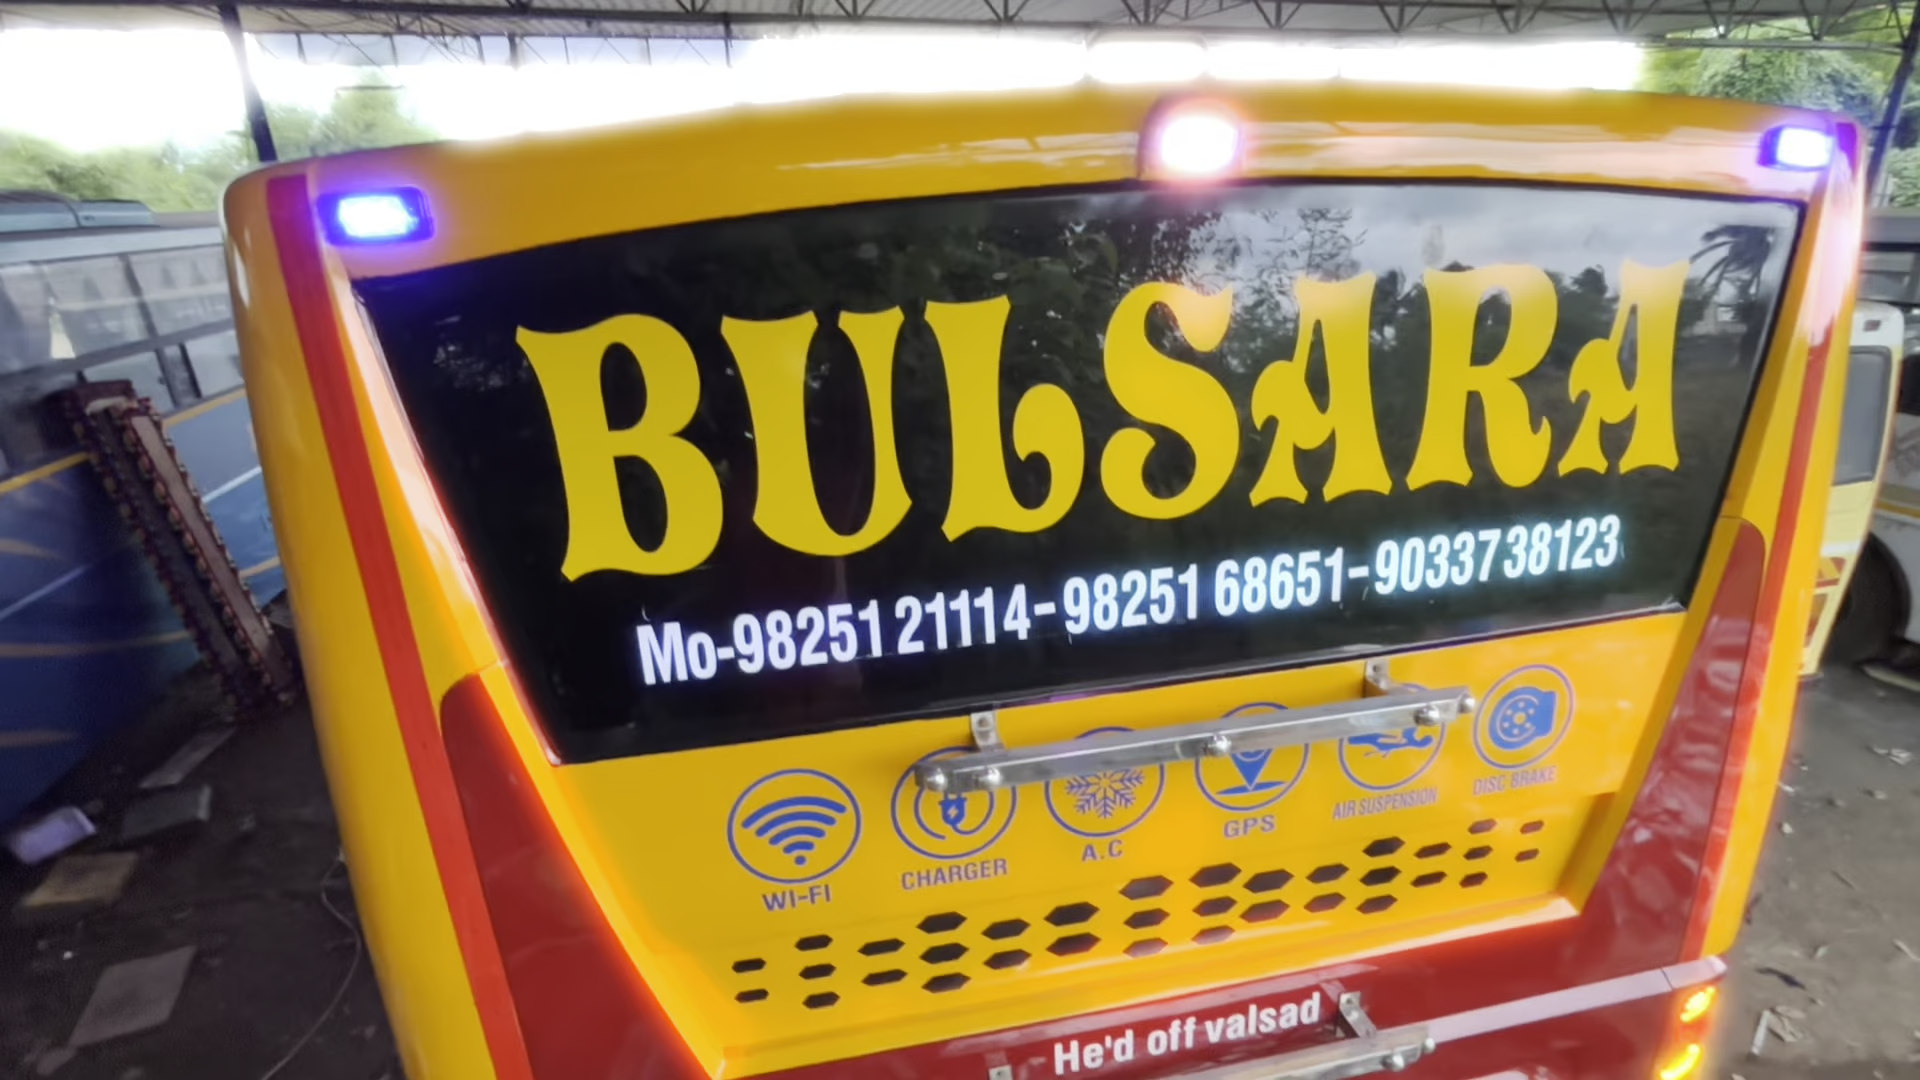 BULSARA
Mo-98251 21114-98251 68651-9033738123
WI-FI
CHARGER
A.C
GPS
AIR SUSPENSION
DISC BRAKE
He'd off valsad